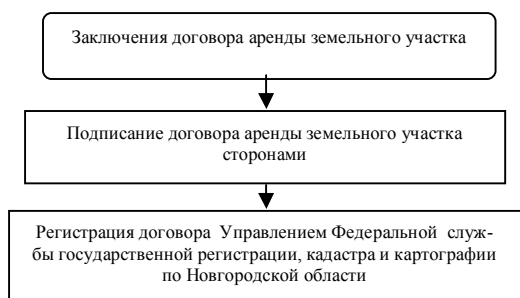 Заключения договора аренды земельного участка
Подписание договора аренды земельного участка
сторонами
Регистрация договора Управлением Федеральной служ-
бы государственной регистрации, кадастра и картографии
по Новгородской области